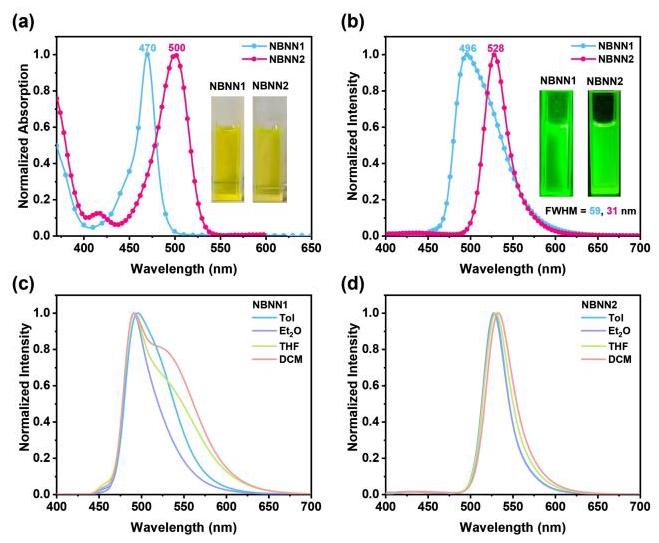 (a)
470 500
NBNN1
NBNN2
NBNN1 NBNN2
Normalized Absorption
1.0
0.8
0.6
0.4
0.2
0.0
400 450 500 550 600 650
Wavelength (nm)
(b)
496 528
NBNN1
NBNN2
NBNN1 NBNN2
FWHM = 59, 31 nm
Normalized Intensity
1.0
0.8
0.6
0.4
0.2
0.0
400 450 500 550 600 650 700
Wavelength (nm)
(c)
NBNN1
Tol
Et2O
THF
DCM
Normalized Intensity
1.0
0.8
0.6
0.4
0.2
0.0
400 450 500 550 600 650 700
Wavelength (nm)
(d)
NBNN2
Tol
Et2O
THF
DCM
Normalized Intensity
1.0
0.8
0.6
0.4
0.2
0.0
400 450 500 550 600 650 700
Wavelength (nm)